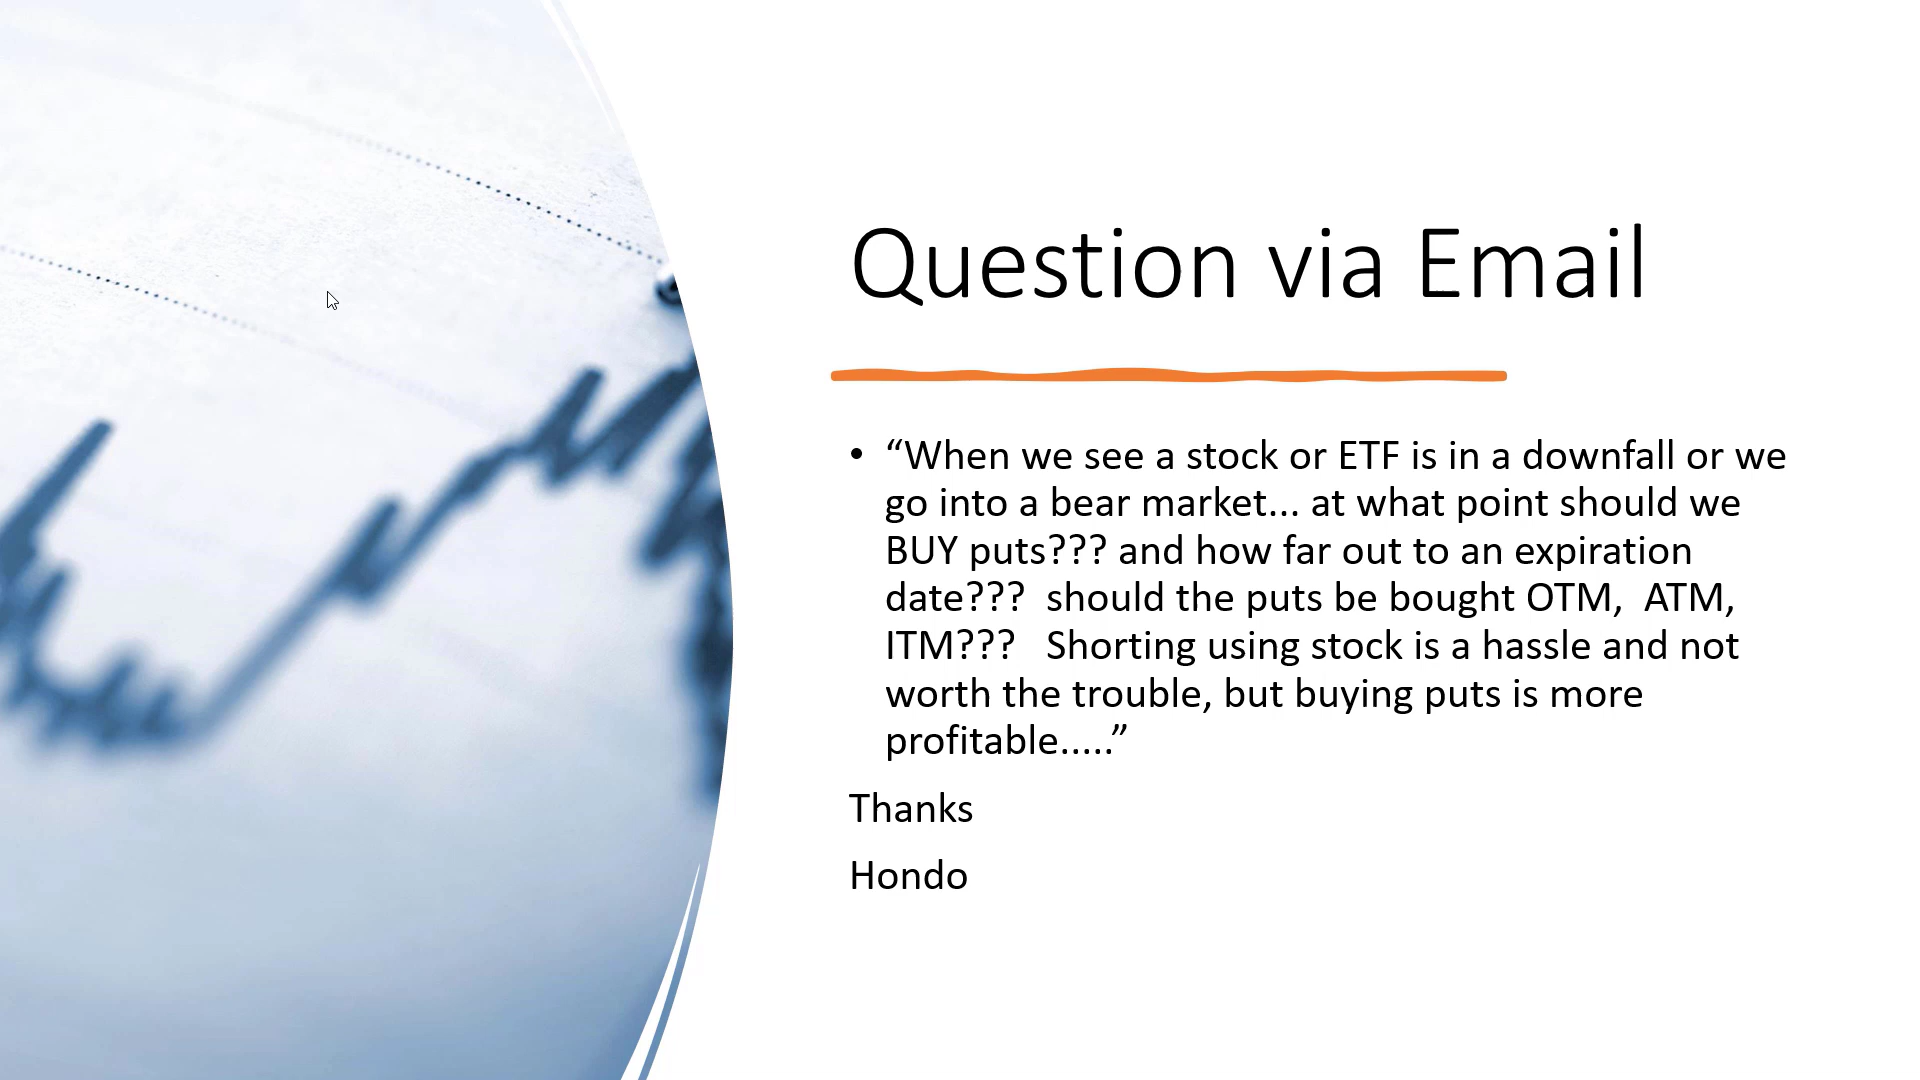 Question via Email
• “When we see a stock or ETF is in a downfall or we
go into a bear market... at what point should we
BUY puts??? and how far out to an expiration
date???  should the puts be bought OTM,  ATM,
ITM???   Shorting using stock is a hassle and not
worth the trouble, but buying puts is more
profitable.....”
Thanks
Hondo